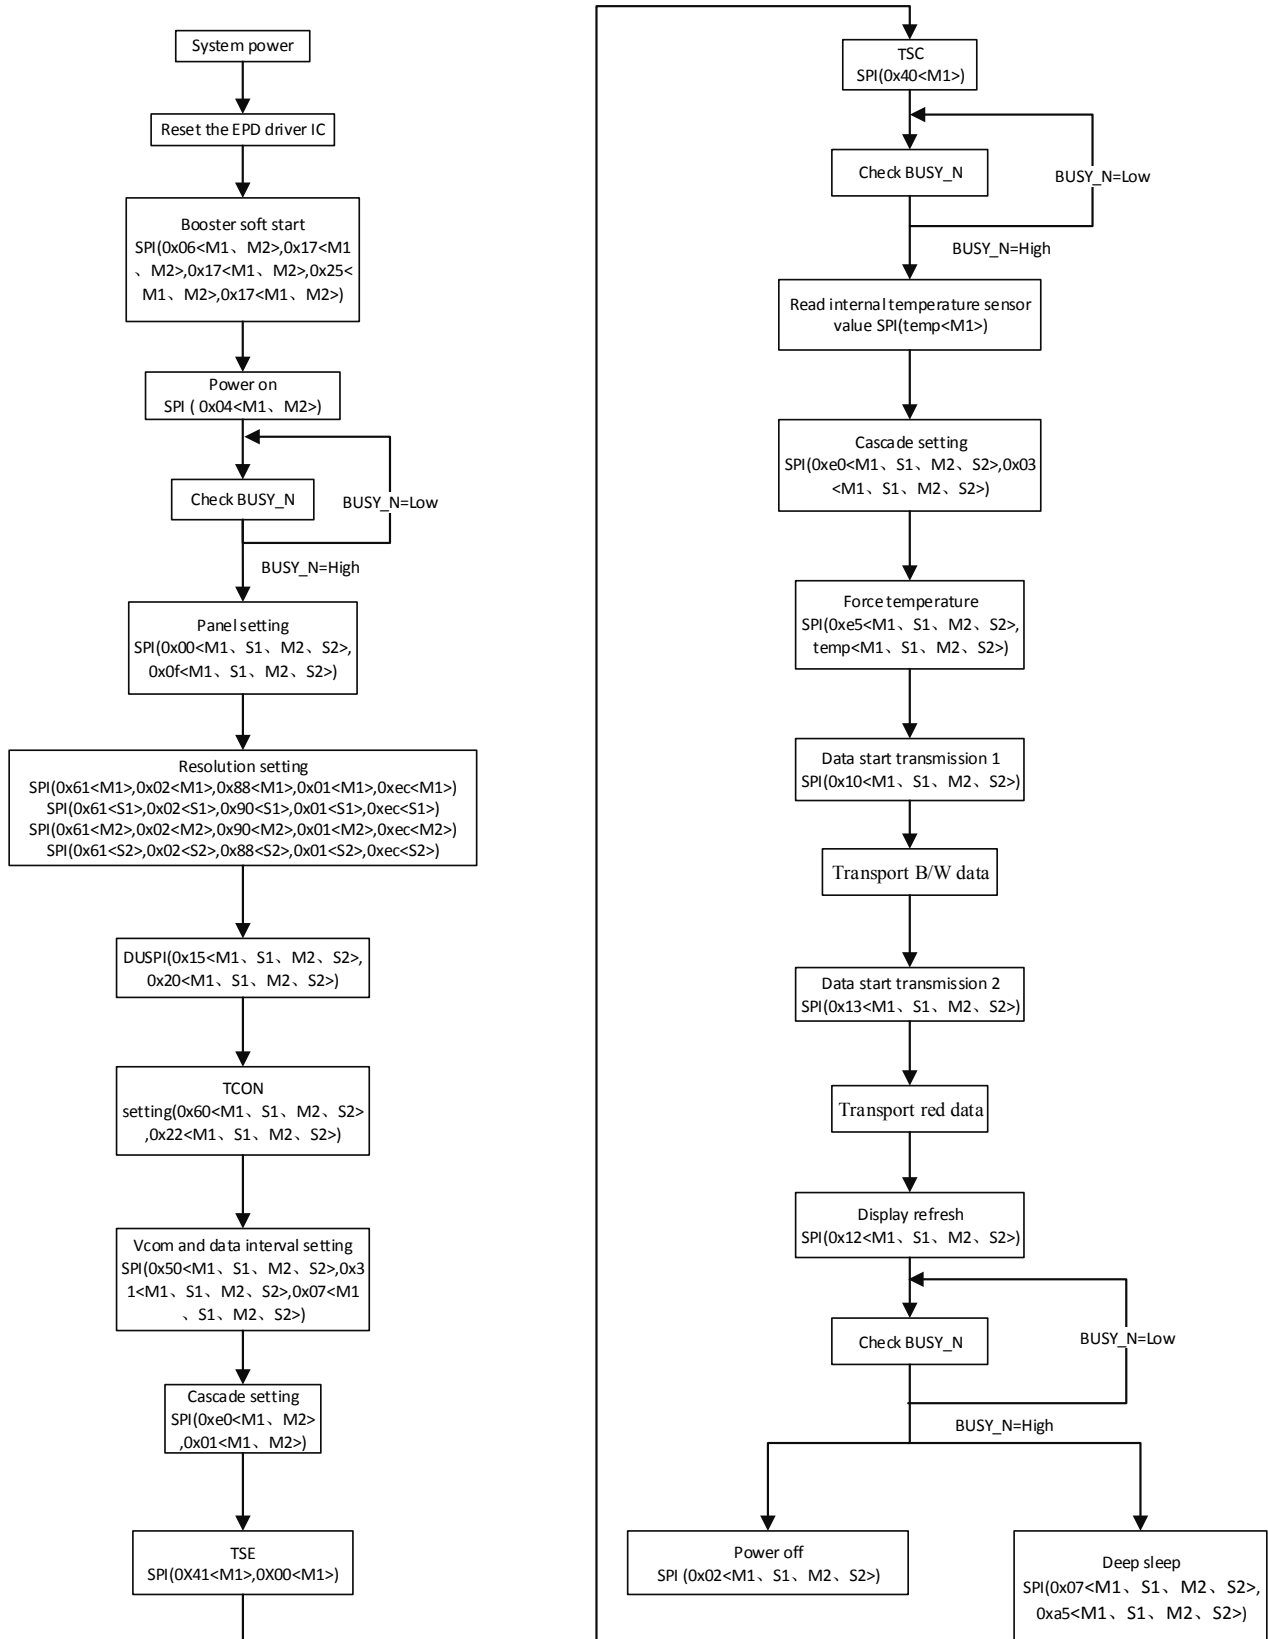 System power
Reset the EPD driver IC
Booster soft start
SPI(0x06<M1、M2>,0x17<M1
、M2>,0x17<M1、M2>,0x25<
M1、M2>,0x17<M1、M2>)
Power on
SPI ( 0x04<M1、M2>)
Check BUSY_N
BUSY_N=Low
BUSY_N=High
Panel setting
SPI(0x00<M1、S1、M2、S2>,
0x0f<M1、S1、M2、S2>)
Resolution setting
SPI(0x61<M1>,0x02<M1>,0x88<M1>,0x01<M1>,0xec<M1>)
SPI(0x61<S1>,0x02<S1>,0x90<S1>,0x01<S1>,0xec<S1>)
SPI(0x61<M2>,0x02<M2>,0x90<M2>,0x01<M2>,0xec<M2>)
SPI(0x61<S2>,0x02<S2>,0x88<S2>,0x01<S2>,0xec<S2>)
DUSPI(0x15<M1、S1、M2、S2>,
0x20<M1、S1、M2、S2>)
TCON
setting(0x60<M1、S1、M2、S2>
,0x22<M1、S1、M2、S2>)
Vcom and data interval setting
SPI(0x50<M1、S1、M2、S2>,0x3
1<M1、S1、M2、S2>,0x07<M1
、S1、M2、S2>)
Cascade setting
SPI(0xe0<M1、M2>
,0x01<M1、M2>)
TSE
SPI(0X41<M1>,0X00<M1>)
TSC
SPI(0x40<M1>)
Check BUSY_N
BUSY_N=Low
BUSY_N=High
Read internal temperature sensor
value SPI(temp<M1>)
Cascade setting
SPI(0xe0<M1、S1、M2、S2>,0x03
<M1、S1、M2、S2>)
Force temperature
SPI(0xe5<M1、S1、M2、S2>,
temp<M1、S1、M2、S2>)
Data start transmission 1
SPI(0x10<M1、S1、M2、S2>)
Transport B/W data
Data start transmission 2
SPI(0x13<M1、S1、M2、S2>)
Transport red data
Display refresh
SPI(0x12<M1、S1、M2、S2>)
Check BUSY_N
BUSY_N=Low
BUSY_N=High
Power off
SPI (0x02<M1、S1、M2、S2>)
Deep sleep
SPI(0x07<M1、S1、M2、S2>,
0xa5<M1、S1、M2、S2>)